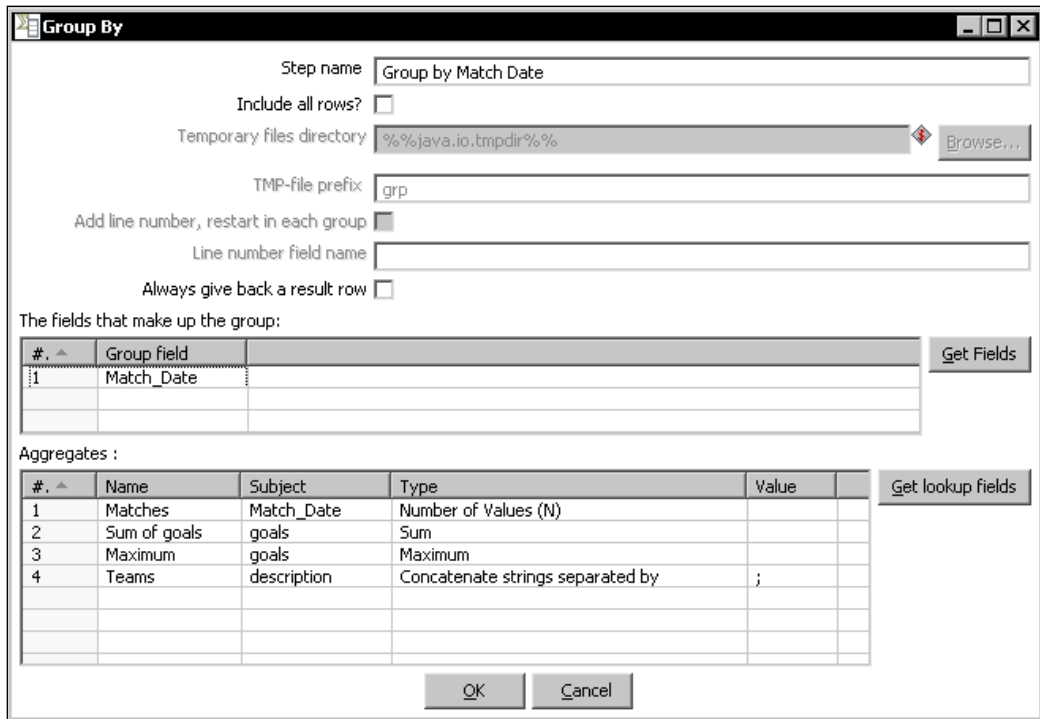 Group By
Step name Group by Match Date
Include all rows?
Temporary files directory %%java.io.tmpdir%% $ Browse...
TMP-file prefix grp
Add line number, restart in each group
Line number field name
Always give back a result row
The fields that make up the group:
#. Group field
1 Match_Date
Get Fields
Aggregates :
#. Name Subject Type Value
1 Matches Match_Date Number of Values (N)
2 Sum of goals goals Sum
3 Maximum goals Maximum
4 Teams description Concatenate strings separated by ;
Get lookup fields
OK Cancel